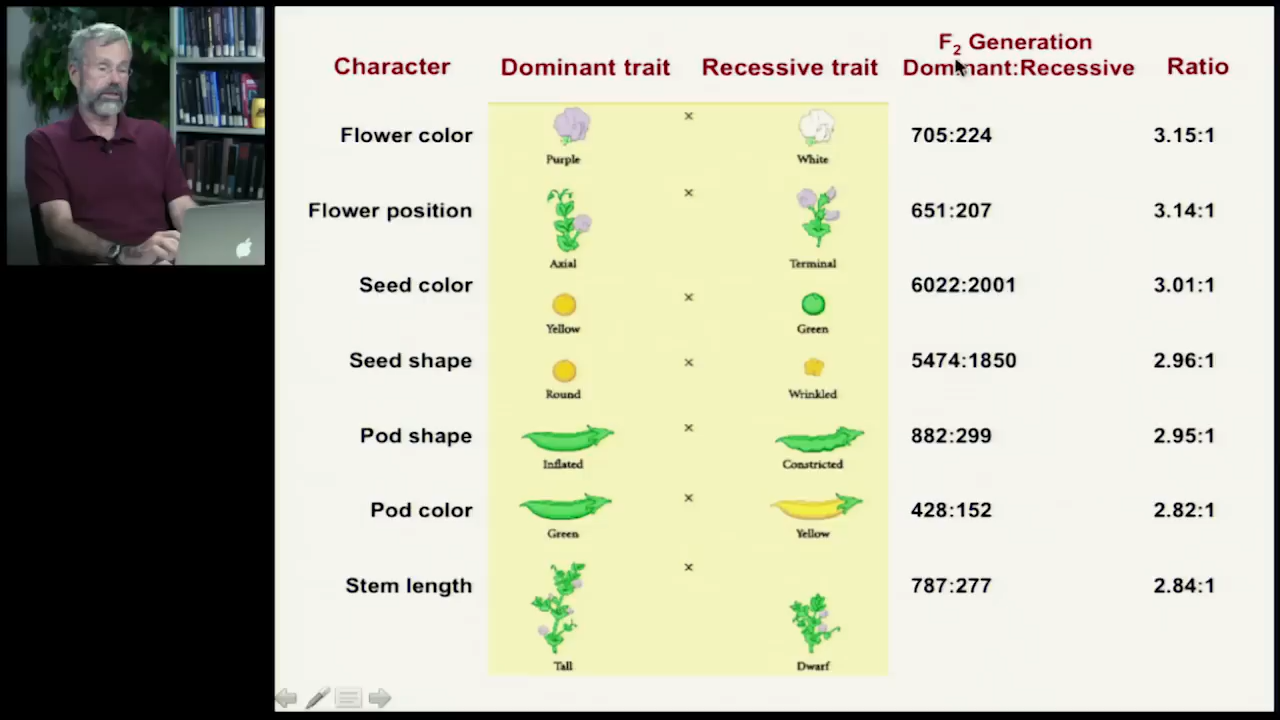 F2 Generation
Character Dominant trait Recessive trait Dominant:Recessive Ratio
Flower color × 705:224 3.15:1
Purple White
Flower position × 651:207 3.14:1
Axial Terminal
Seed color × 6022:2001 3.01:1
Yellow Green
Seed shape × 5474:1850 2.96:1
Round Wrinkled
Pod shape × 882:299 2.95:1
Inflated Constricted
Pod color × 428:152 2.82:1
Green Yellow
Stem length × 787:277 2.84:1
Tall Dwarf